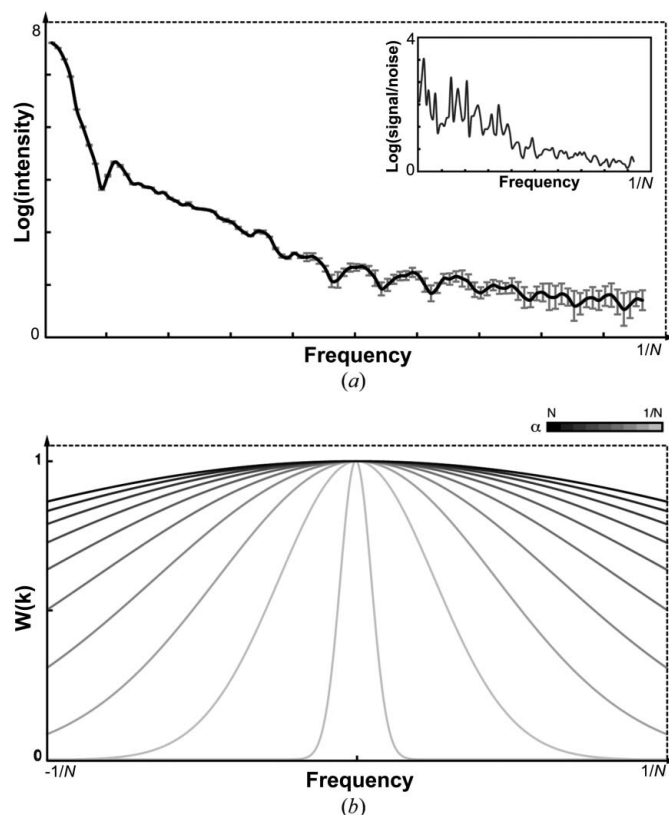 8
Log(intensity)
0
Frequency
1/N
4
Log(signal/noise)
0
Frequency
1/N
(a)
α N 1/N
1
W(k)
0
-1/N
Frequency
1/N
(b)